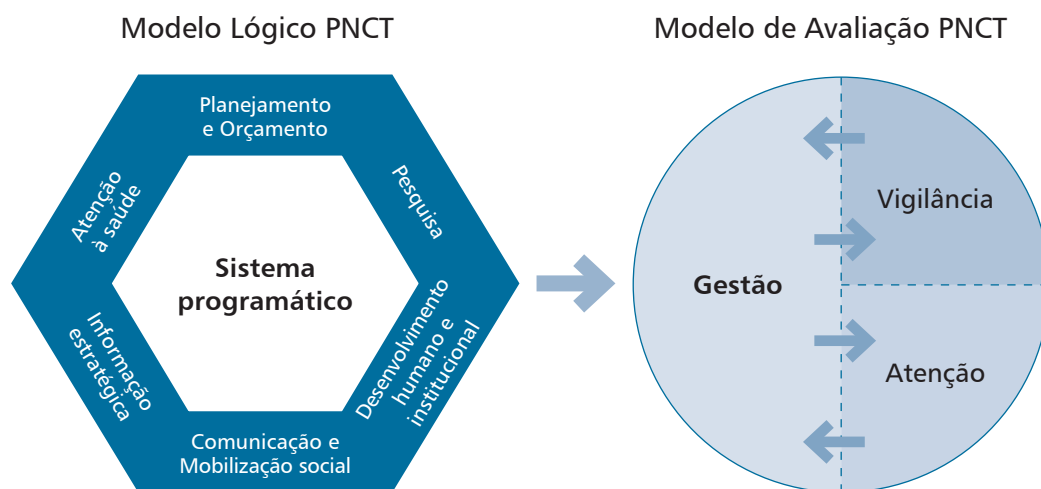 Modelo Lógico PNCT
Planejamento
e Orçamento
Pesquisa
Desenvolvimento
humano e
institucional
Comunicação e
Mobilização social
Informação
estratégica
Atenção
à saúde
Sistema
programático
Modelo de Avaliação PNCT
Gestão
Vigilância
Atenção